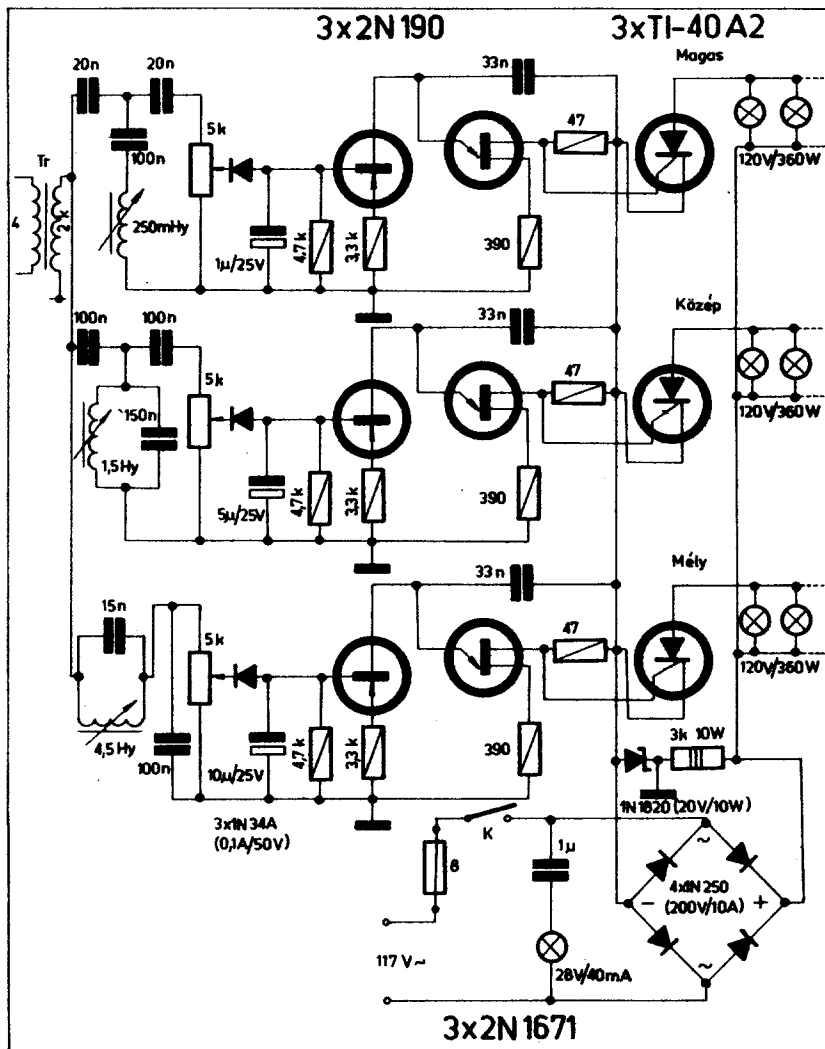 3x2N190 3xTI-40A2
Magas
20n 20n 33n
5k 47
100n
120V/360W
Tr
4 2k
250mHy
1µ/25V 4,7k 3,3k 390
Közép
100n 100n 33n
5k 47
150n
120V/360W
1,5Hy
5µ/25V 4,7k 3,3k 390
Mély
15n 33n
5k 47
120V/360W
4,5Hy
100n 10µ/25V 4,7k 3,3k 390
3k 10W
1N1820 (20V/10W)
3x1N34A
(0,1A/50V)
K
8 1µ
~
4x1N250
(200V/10A)
- +
~
117V~
28V/40mA
3x2N1671